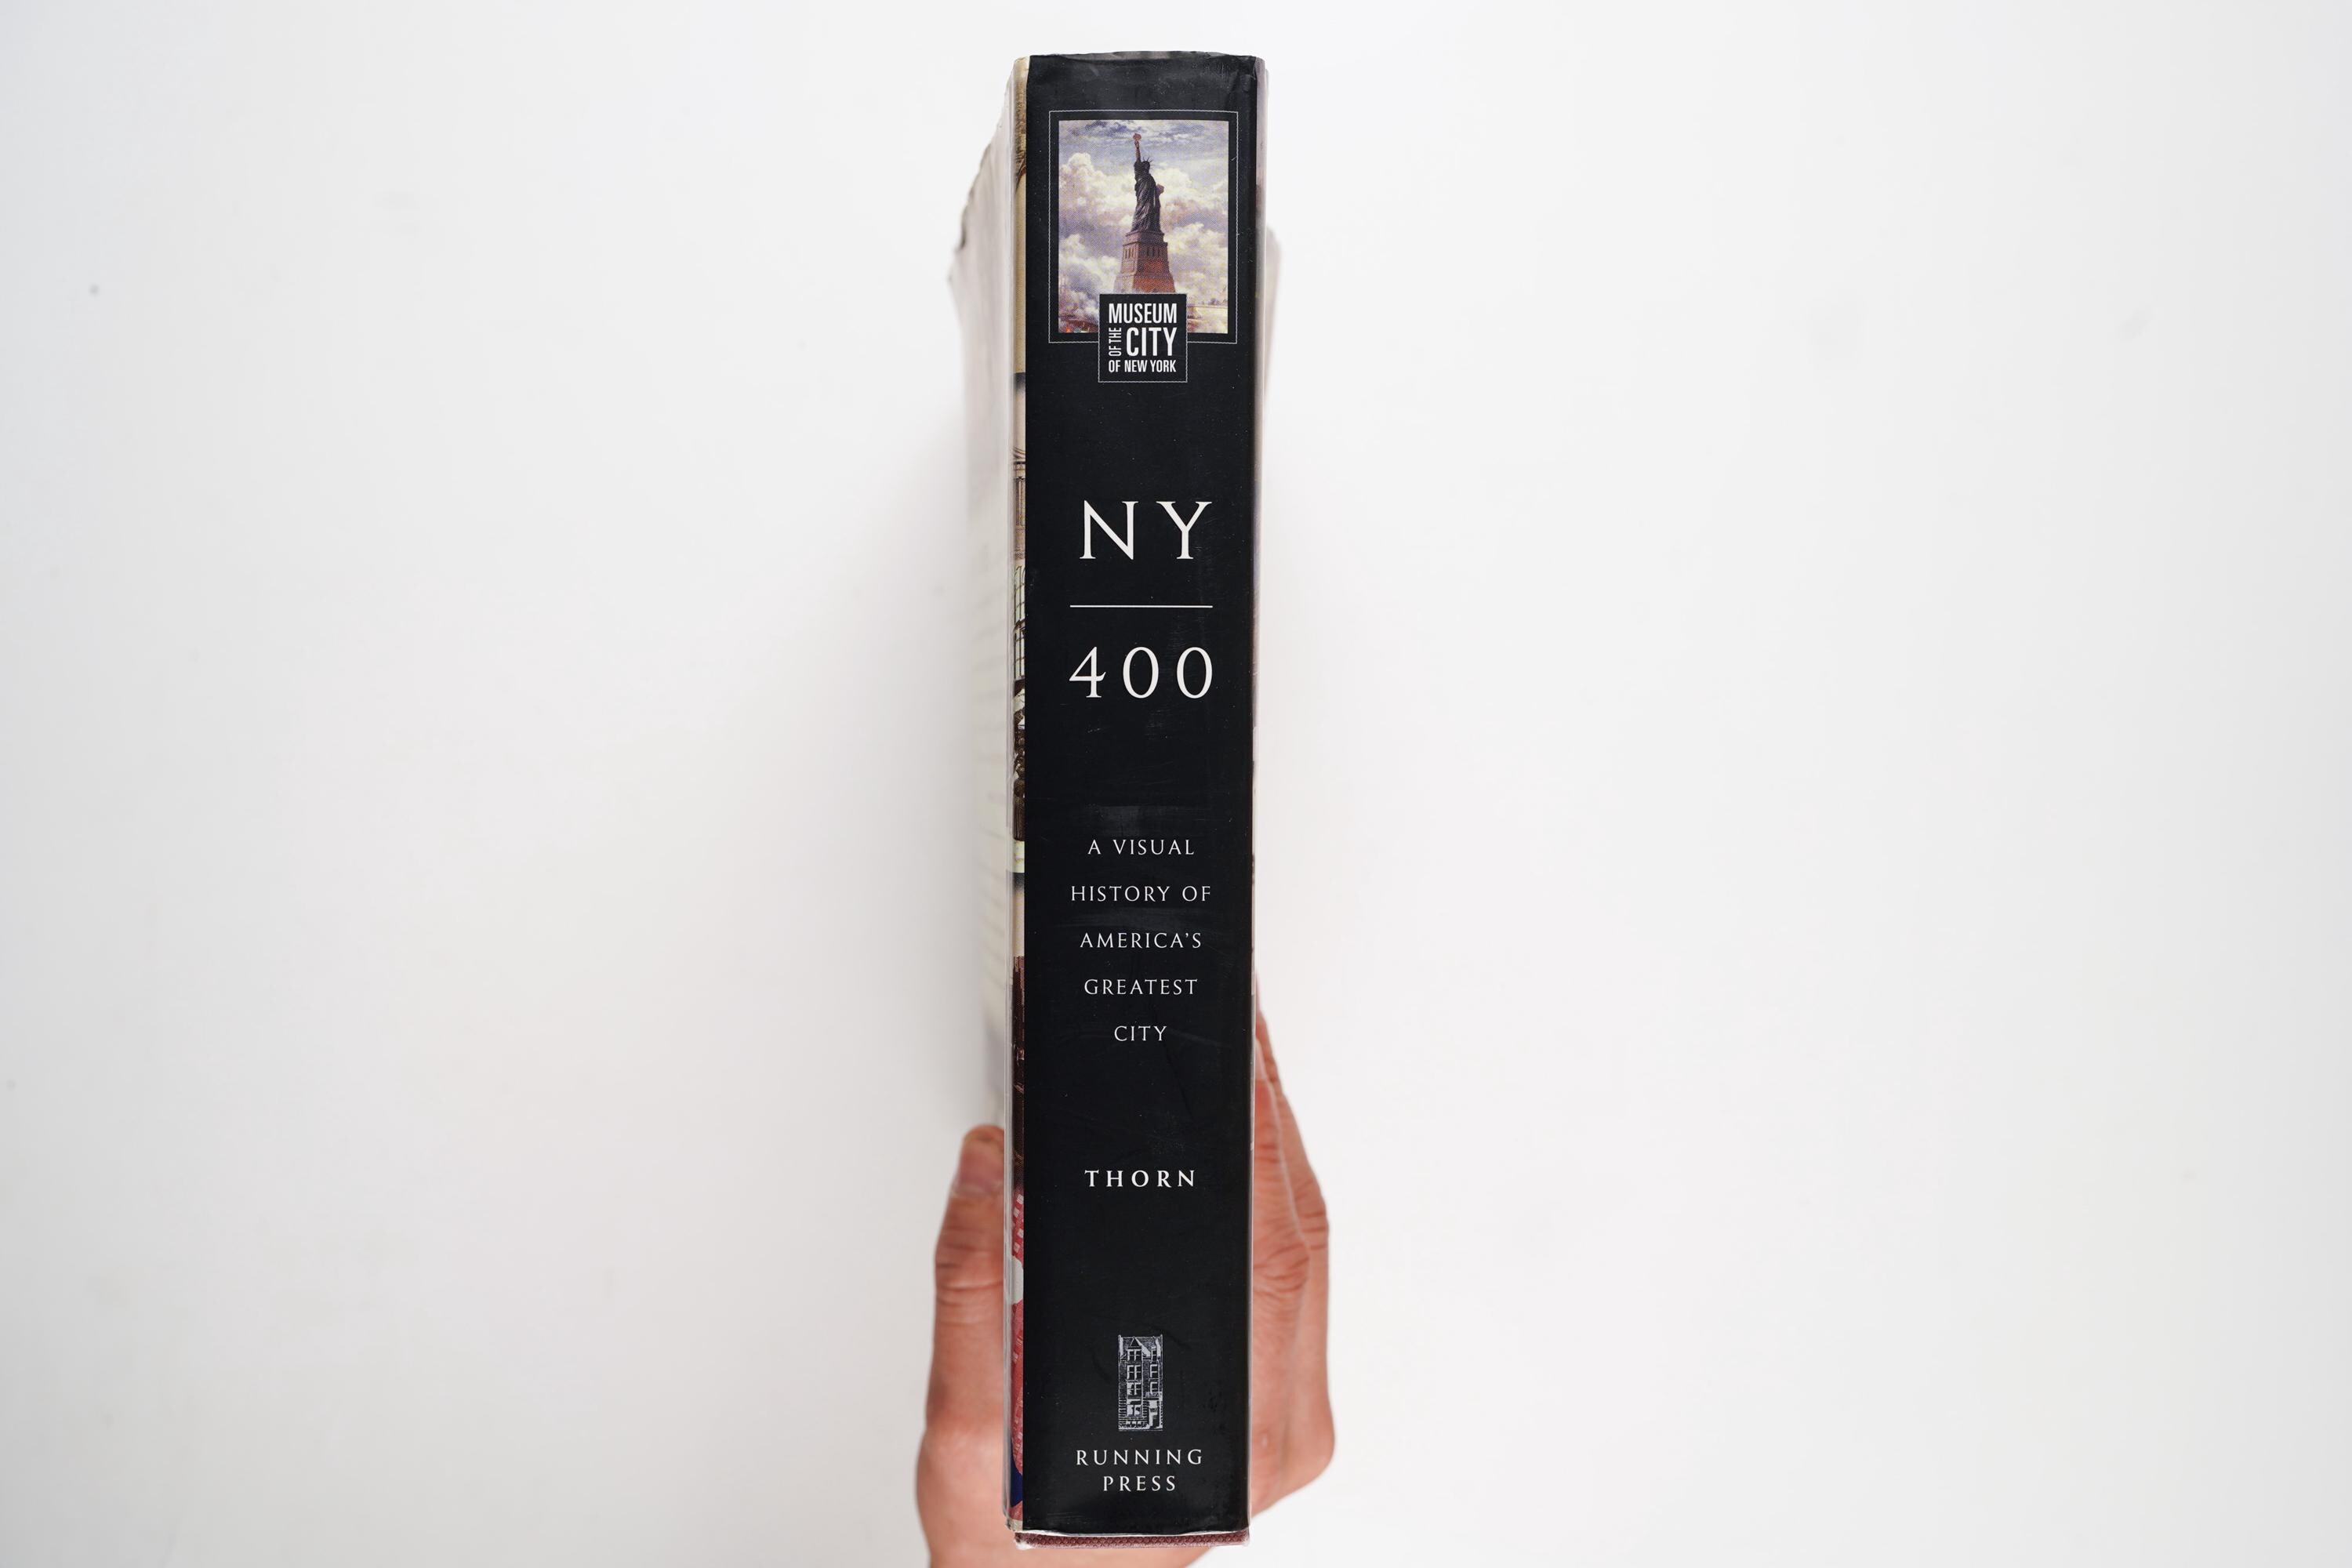 MUSEUM
OF THE CITY
OF NEW YORK
NY
400
A VISUAL
HISTORY OF
AMERICA'S
GREATEST
CITY
THORN
RUNNING
PRESS